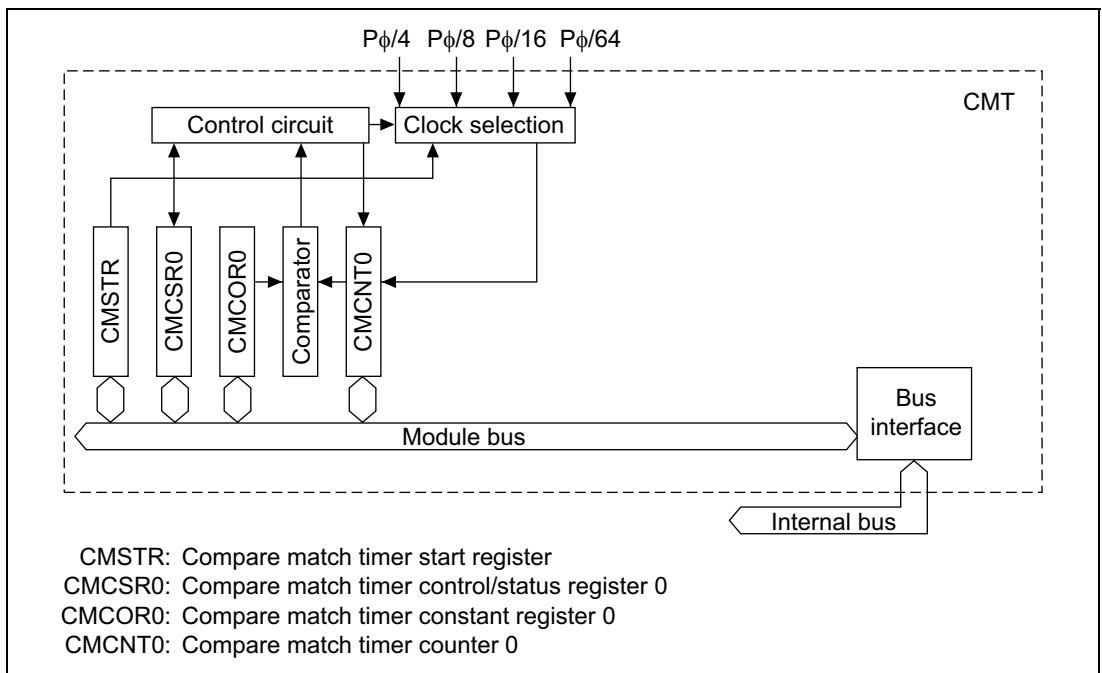 Pϕ/4 Pϕ/8 Pϕ/16 Pϕ/64
CMT
Control circuit
Clock selection
CMSTR
CMCSR0
CMCOR0
Comparator
CMCNT0
Bus
interface
Module bus
Internal bus
CMSTR: Compare match timer start register
CMCSR0: Compare match timer control/status register 0
CMCOR0: Compare match timer constant register 0
CMCNT0: Compare match timer counter 0